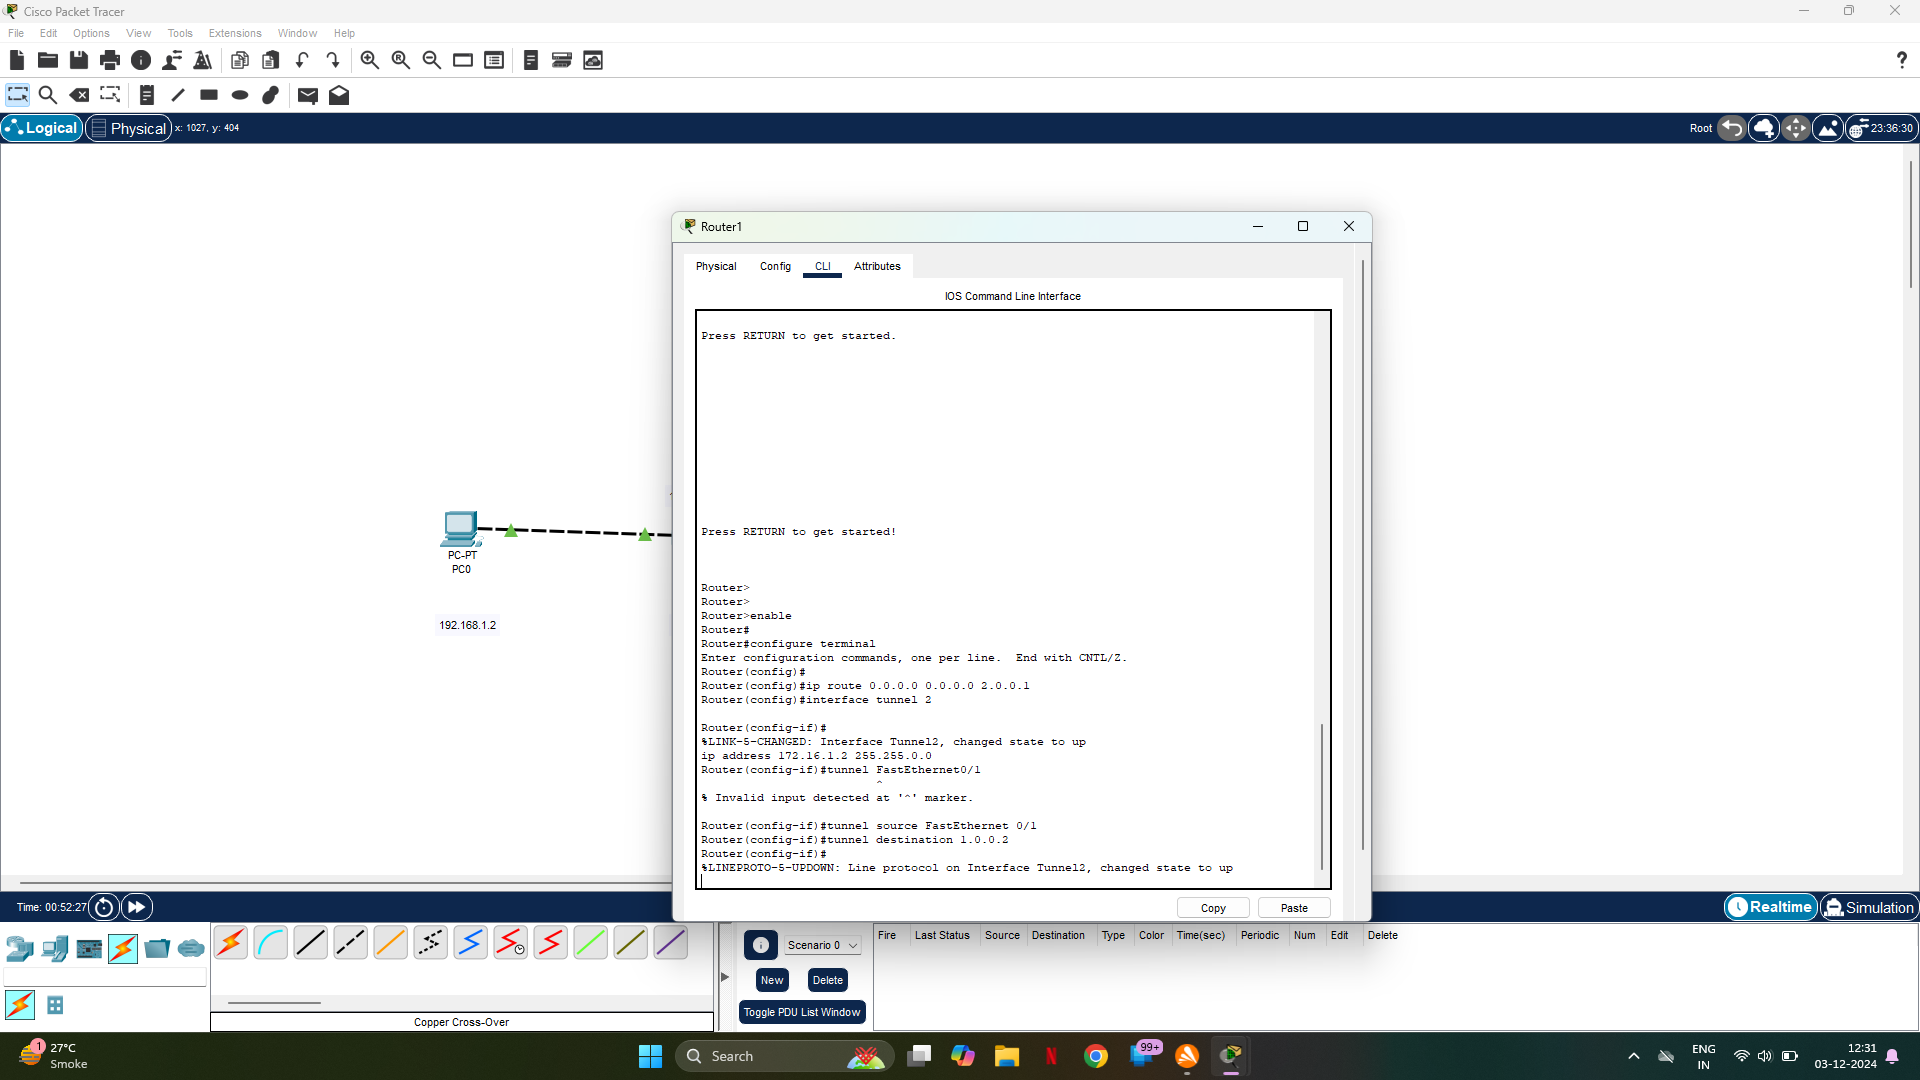 Cisco Packet Tracer
File Edit Options View Tools Extensions Window Help
?
Logical Physical x: 1027, y: 404 Root 23:36:30
Router1
Physical Config CLI Attributes
IOS Command Line Interface
Press RETURN to get started.
Press RETURN to get started!
Router>
Router>
Router>enable
Router#
Router#configure terminal
Enter configuration commands, one per line. End with CNTL/Z.
Router(config)#
Router(config)#ip route 0.0.0.0 0.0.0.0 2.0.0.1
Router(config)#interface tunnel 2
Router(config-if)#
%LINK-5-CHANGED: Interface Tunnel2, changed state to up
ip address 172.16.1.2 255.255.0.0
Router(config-if)#tunnel FastEthernet0/1
^
% Invalid input detected at '^' marker.
Router(config-if)#tunnel source FastEthernet 0/1
Router(config-if)#tunnel destination 1.0.0.2
Router(config-if)#
%LINEPROTO-5-UPDOWN: Line protocol on Interface Tunnel2, changed state to up
Copy Paste
PC-PT
PC0
192.168.1.2
Time: 00:52:27 Realtime Simulation
Scenario 0
New Delete
Toggle PDU List Window
Fire Last Status Source Destination Type Color Time(sec) Periodic Num Edit Delete
Copper Cross-Over
1
27°C
Smoke
Search
99+
ENG
IN
12:31
03-12-2024